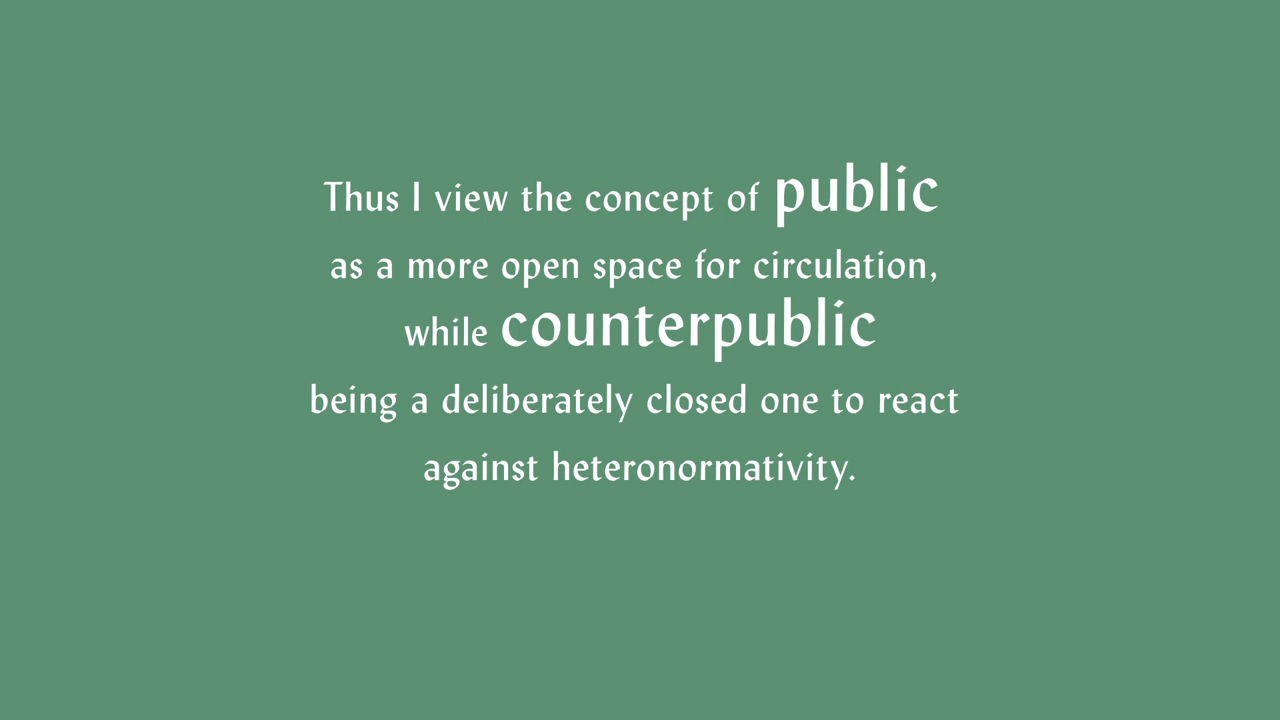 Thus I view the concept of public
as a more open space for circulation,
while counterpublic
being a deliberately closed one to react
against heteronormativity.